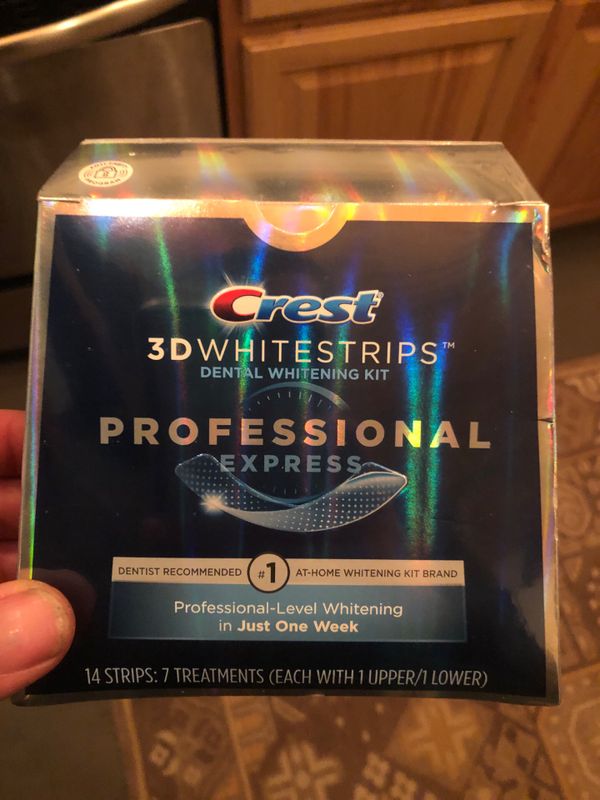 PROGRAM
Crest
3DWHITESTRIPS™
DENTAL WHITENING KIT
PROFESSIONAL
EXPRESS
DENTIST RECOMMENDED #1 AT-HOME WHITENING KIT BRAND
Professional-Level Whitening
in Just One Week
14 STRIPS: 7 TREATMENTS (EACH WITH 1 UPPER/1 LOWER)